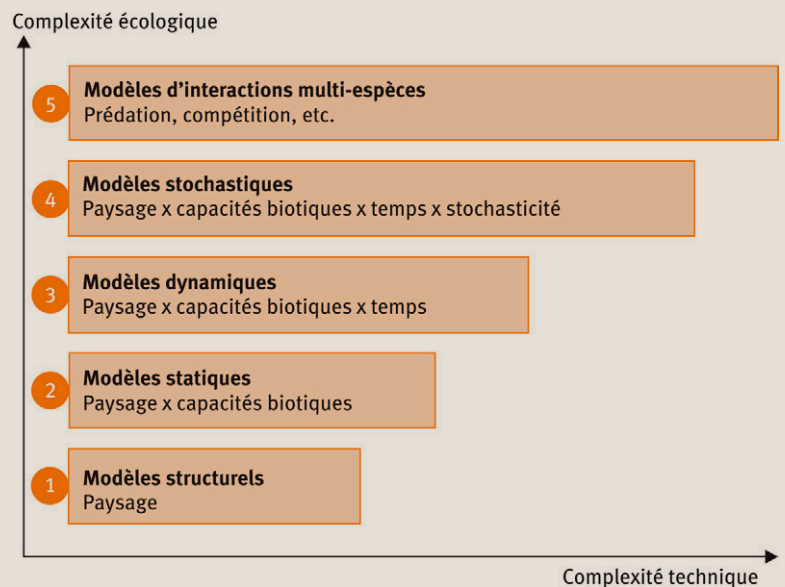 Complexité écologique
5
Modèles d’interactions multi-espèces
Prédation, compétition, etc.
4
Modèles stochastiques
Paysage x capacités biotiques x temps x stochasticité
3
Modèles dynamiques
Paysage x capacités biotiques x temps
2
Modèles statiques
Paysage x capacités biotiques
1
Modèles structurels
Paysage
Complexité technique